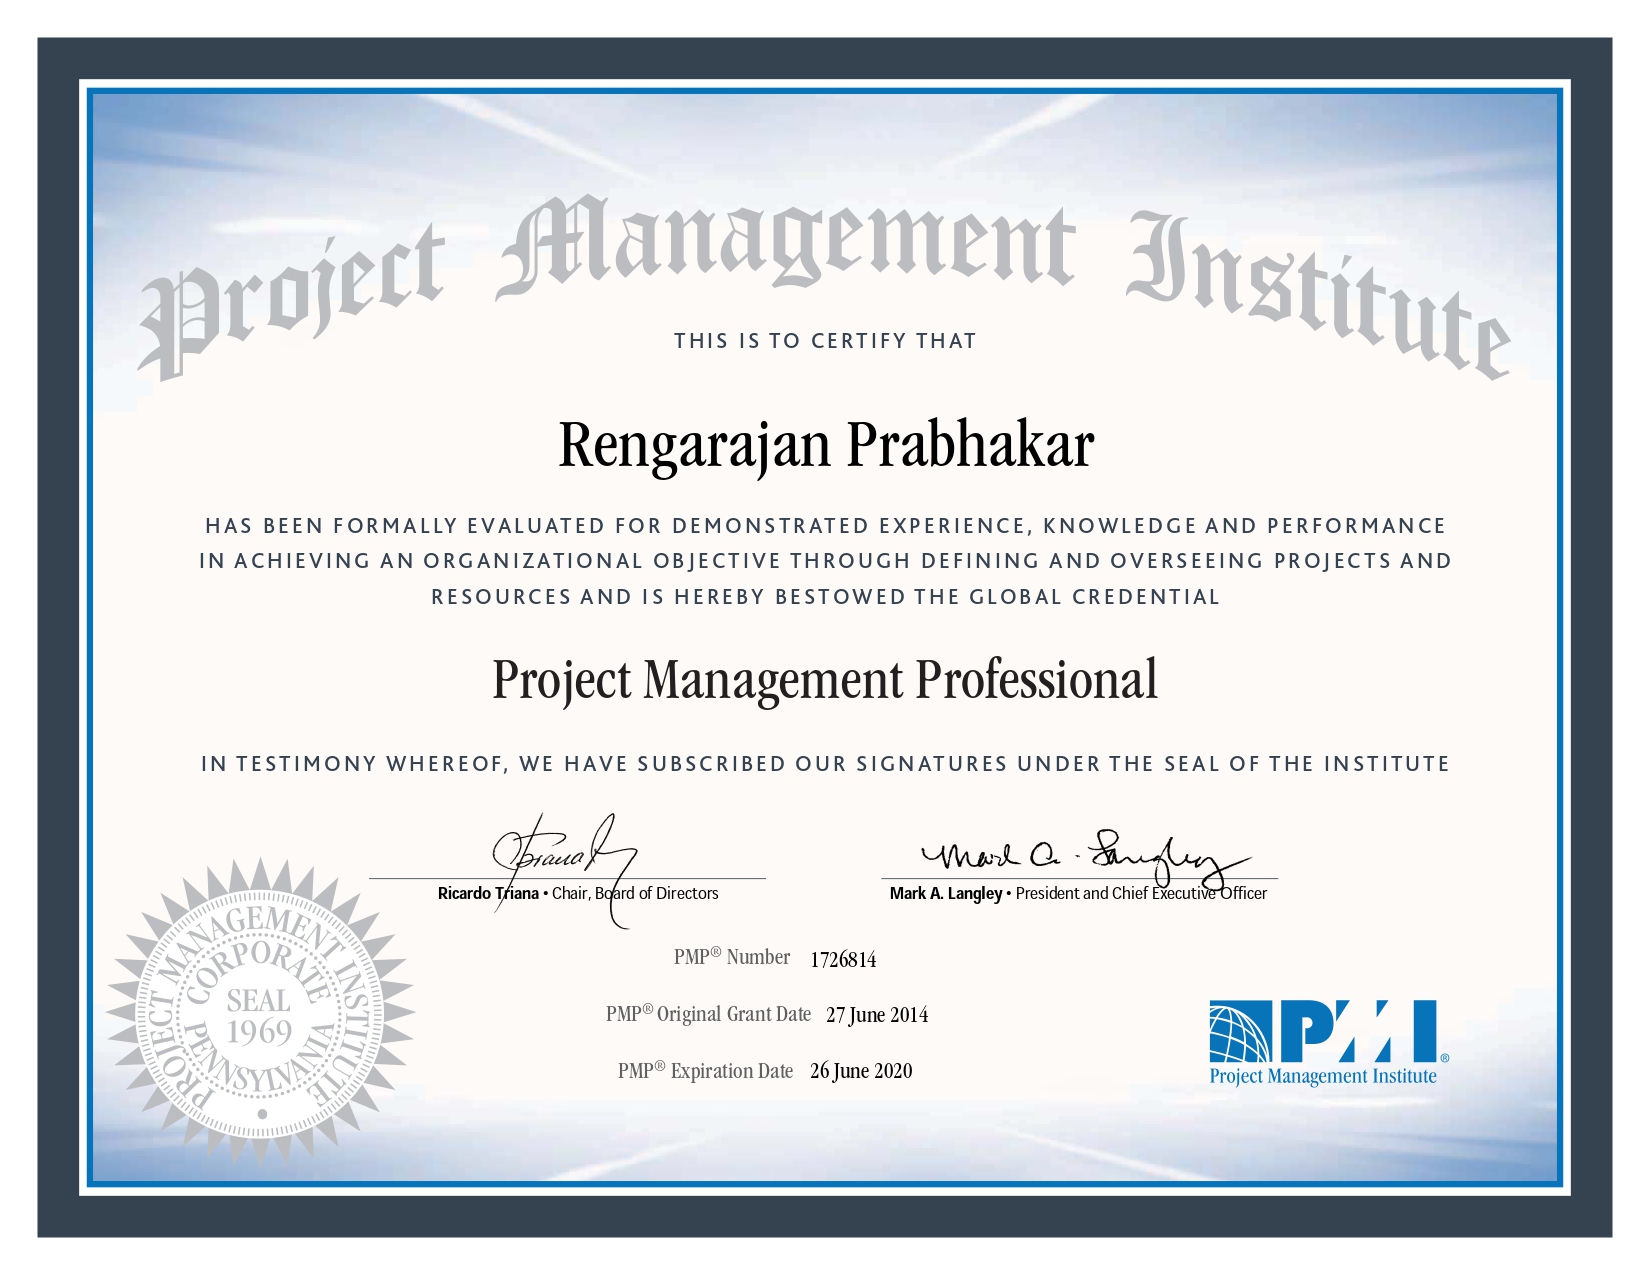 Project Management Institute
THIS IS TO CERTIFY THAT
Rengarajan Prabhakar
HAS BEEN FORMALLY EVALUATED FOR DEMONSTRATED EXPERIENCE, KNOWLEDGE AND PERFORMANCE
IN ACHIEVING AN ORGANIZATIONAL OBJECTIVE THROUGH DEFINING AND OVERSEEING PROJECTS AND
RESOURCES AND IS HEREBY BESTOWED THE GLOBAL CREDENTIAL
Project Management Professional
IN TESTIMONY WHEREOF, WE HAVE SUBSCRIBED OUR SIGNATURES UNDER THE SEAL OF THE INSTITUTE
Mark A. Langley
Ricardo Triana • Chair, Board of Directors
Mark A. Langley • President and Chief Executive Officer
PROJECT MANAGEMENT INSTITUTE
CORPORATE
SEAL
1969
PENNSYLVANIA
PMP® Number 1726814
PMP® Original Grant Date 27 June 2014
PMP® Expiration Date 26 June 2020
PMI®
Project Management Institute